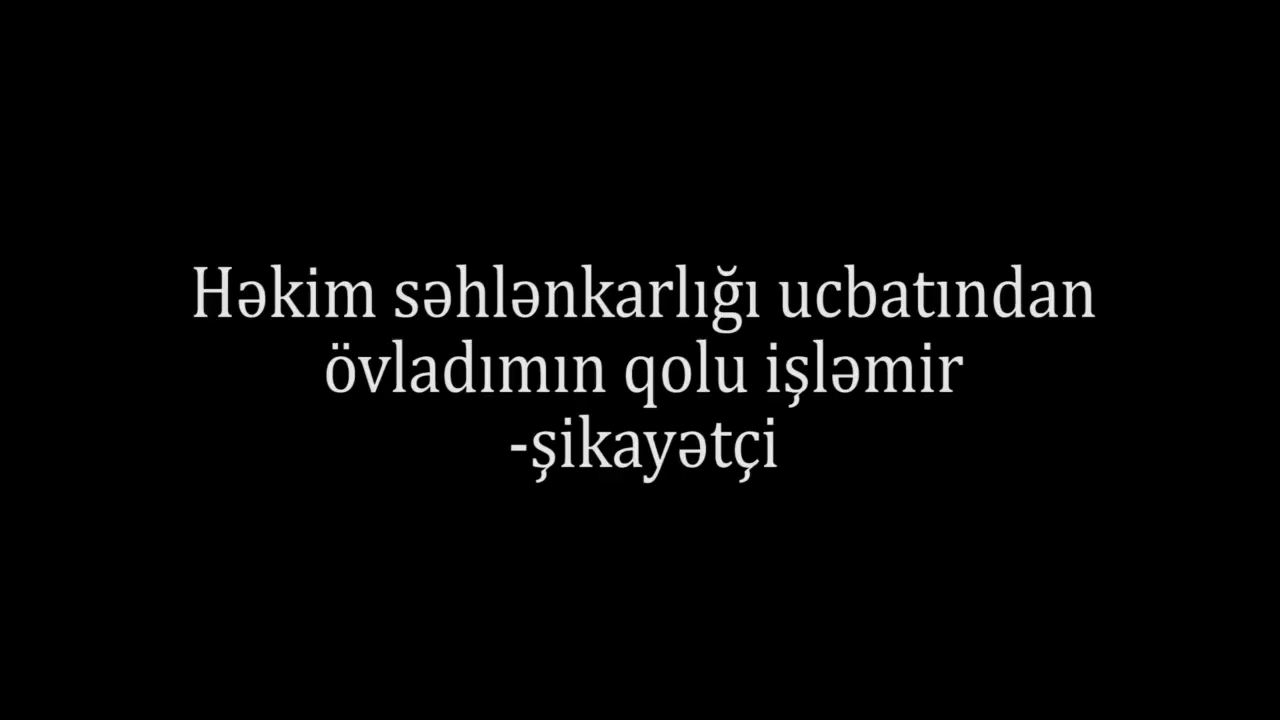 Həkim səhlənkarlığı ucbatından
övladımın qolu işləmir
-şikayətçi